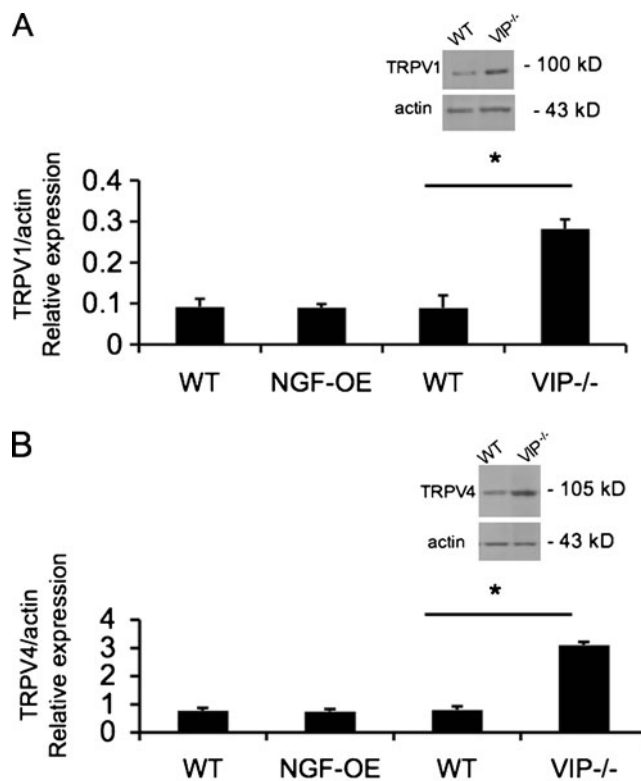 A
WT VIP-/-
TRPV1 - 100 kD
actin - 43 kD
*
TRPV1/actin
Relative expression
0.4
0.3
0.2
0.1
0
WT NGF-OE WT VIP-/-
B
WT VIP-/-
TRPV4 - 105 kD
actin - 43 kD
*
TRPV4/actin
Relative expression
4
3
2
1
0
WT NGF-OE WT VIP-/-